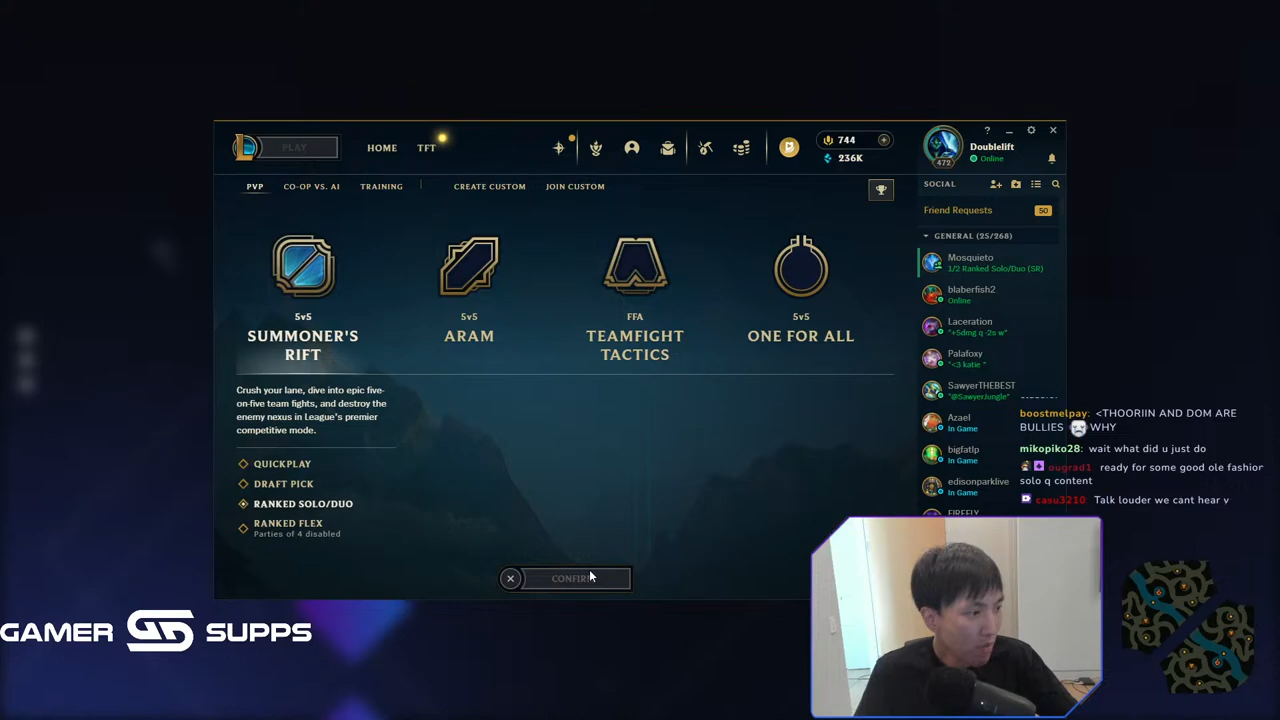 PLAY
HOME
TFT
744
236K
472
Doublelift
Online
PVP
CO-OP VS. AI
TRAINING
CREATE CUSTOM
JOIN CUSTOM
SOCIAL
Friend Requests
50
GENERAL (25/268)
Mosquieto
1/2 Ranked Solo/Duo (SR)
blaberfish2
Online
Laceration
"+5dmg q -2s w"
Palafoxy
"<3 katie "
SawyerTHEBEST
"@SawyerJungle"
Azael
In Game
bigfatlp
In Game
edisonparklive
In Game
5v5
SUMMONER'S
RIFT
5v5
ARAM
FFA
TEAMFIGHT
TACTICS
5v5
ONE FOR ALL
Crush your lane, dive into epic five-
on-five team fights, and destroy the
enemy nexus in League's premier
competitive mode.
QUICKPLAY
DRAFT PICK
RANKED SOLO/DUO
RANKED FLEX
Parties of 4 disabled
boostmelpay: <THOORIIN AND DOM ARE
BULLIES WHY
mikopiko28: wait what did u just do
ougrad1 ready for some good ole fashion
solo q content
casu3210: Talk louder we cant hear y
GAMER SUPPS